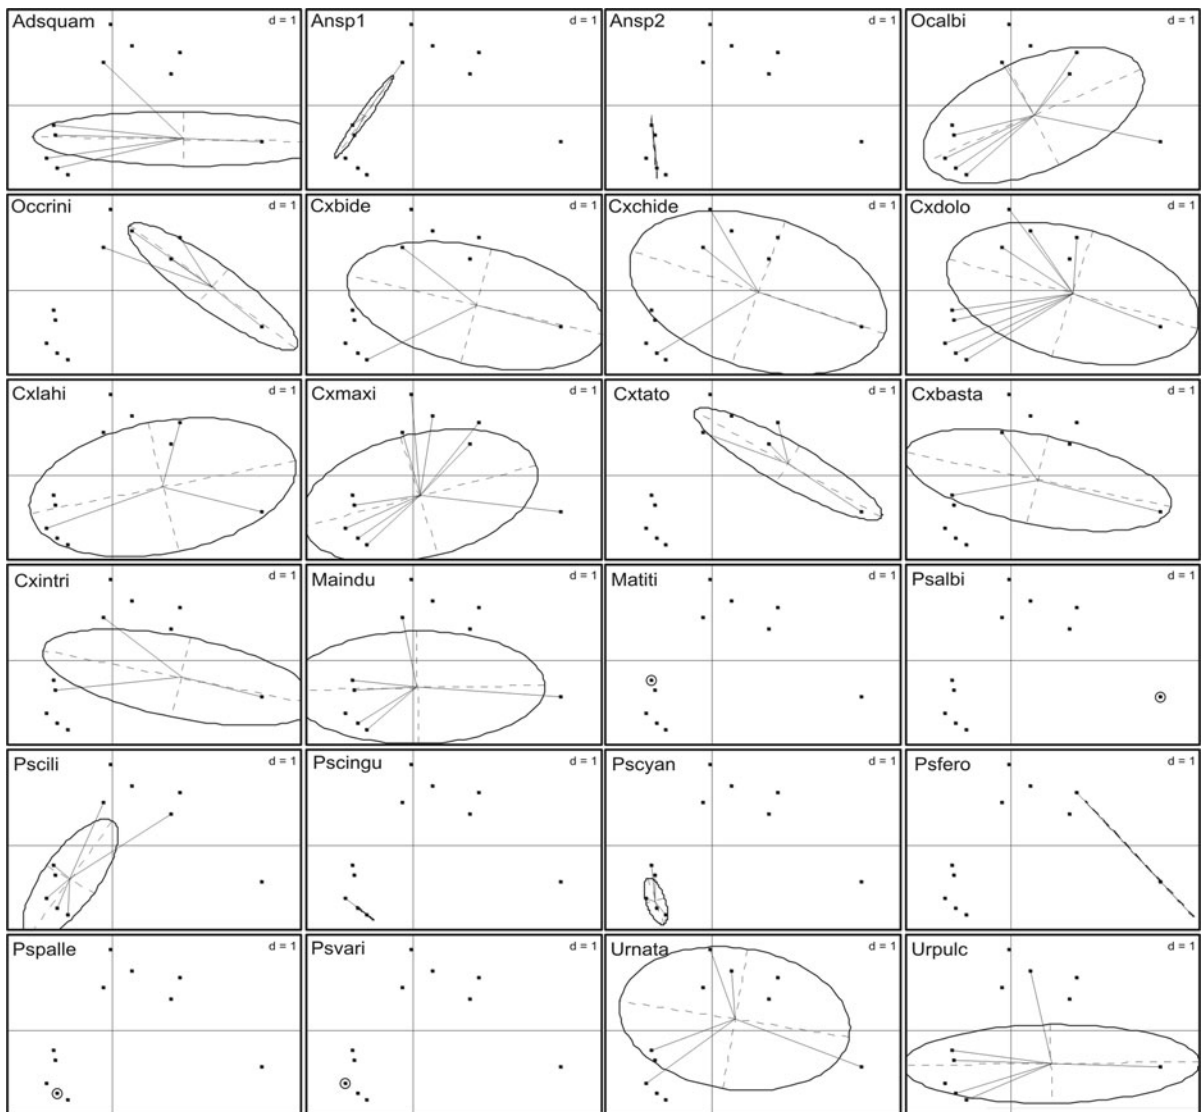 Adsquam d = 1 Ansp1 d = 1 Ansp2 d = 1 Ocalbi d = 1
Occrini d = 1 Cxbide d = 1 Cxchide d = 1 Cxdolo d = 1
Cxlahi d = 1 Cxmaxi d = 1 Cxtato d = 1 Cxbasta d = 1
Cxintri d = 1 Maindu d = 1 Matiti d = 1 Psalbi d = 1
Pscili d = 1 Pscingu d = 1 Pscyan d = 1 Psfero d = 1
Pspalle d = 1 Psvari d = 1 Urnata d = 1 Urpulc d = 1